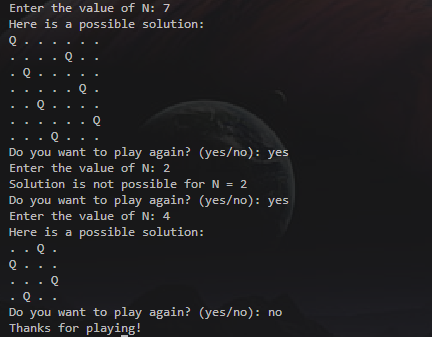 Enter the value of N: 7
Here is a possible solution:
Q . . . . . .
. . . . Q . .
. Q . . . . .
. . . . . Q .
. . Q . . . .
. . . . . . Q
. . . Q . . .
Do you want to play again? (yes/no): yes
Enter the value of N: 2
Solution is not possible for N = 2
Do you want to play again? (yes/no): yes
Enter the value of N: 4
Here is a possible solution:
. . Q .
Q . . .
. . . Q
. Q . .
Do you want to play again? (yes/no): no
Thanks for playing!